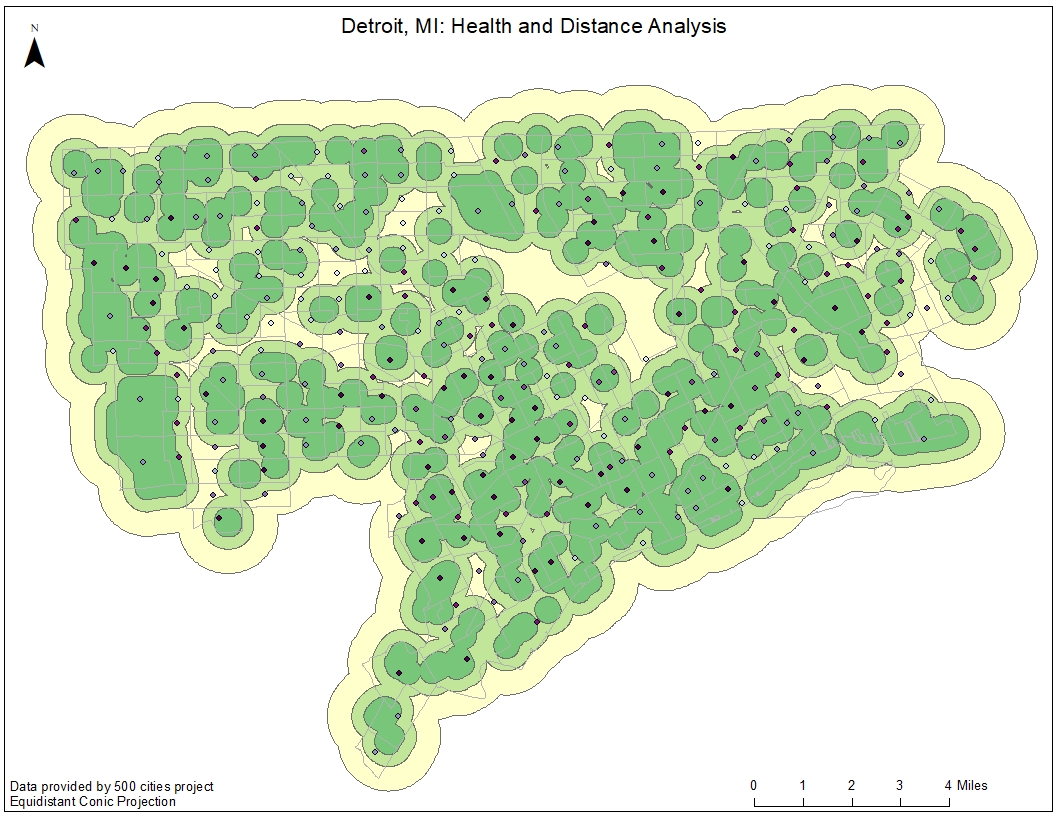 Detroit, MI: Health and Distance Analysis
N
Data provided by 500 cities project
Equidistant Conic Projection
0 1 2 3 4 Miles